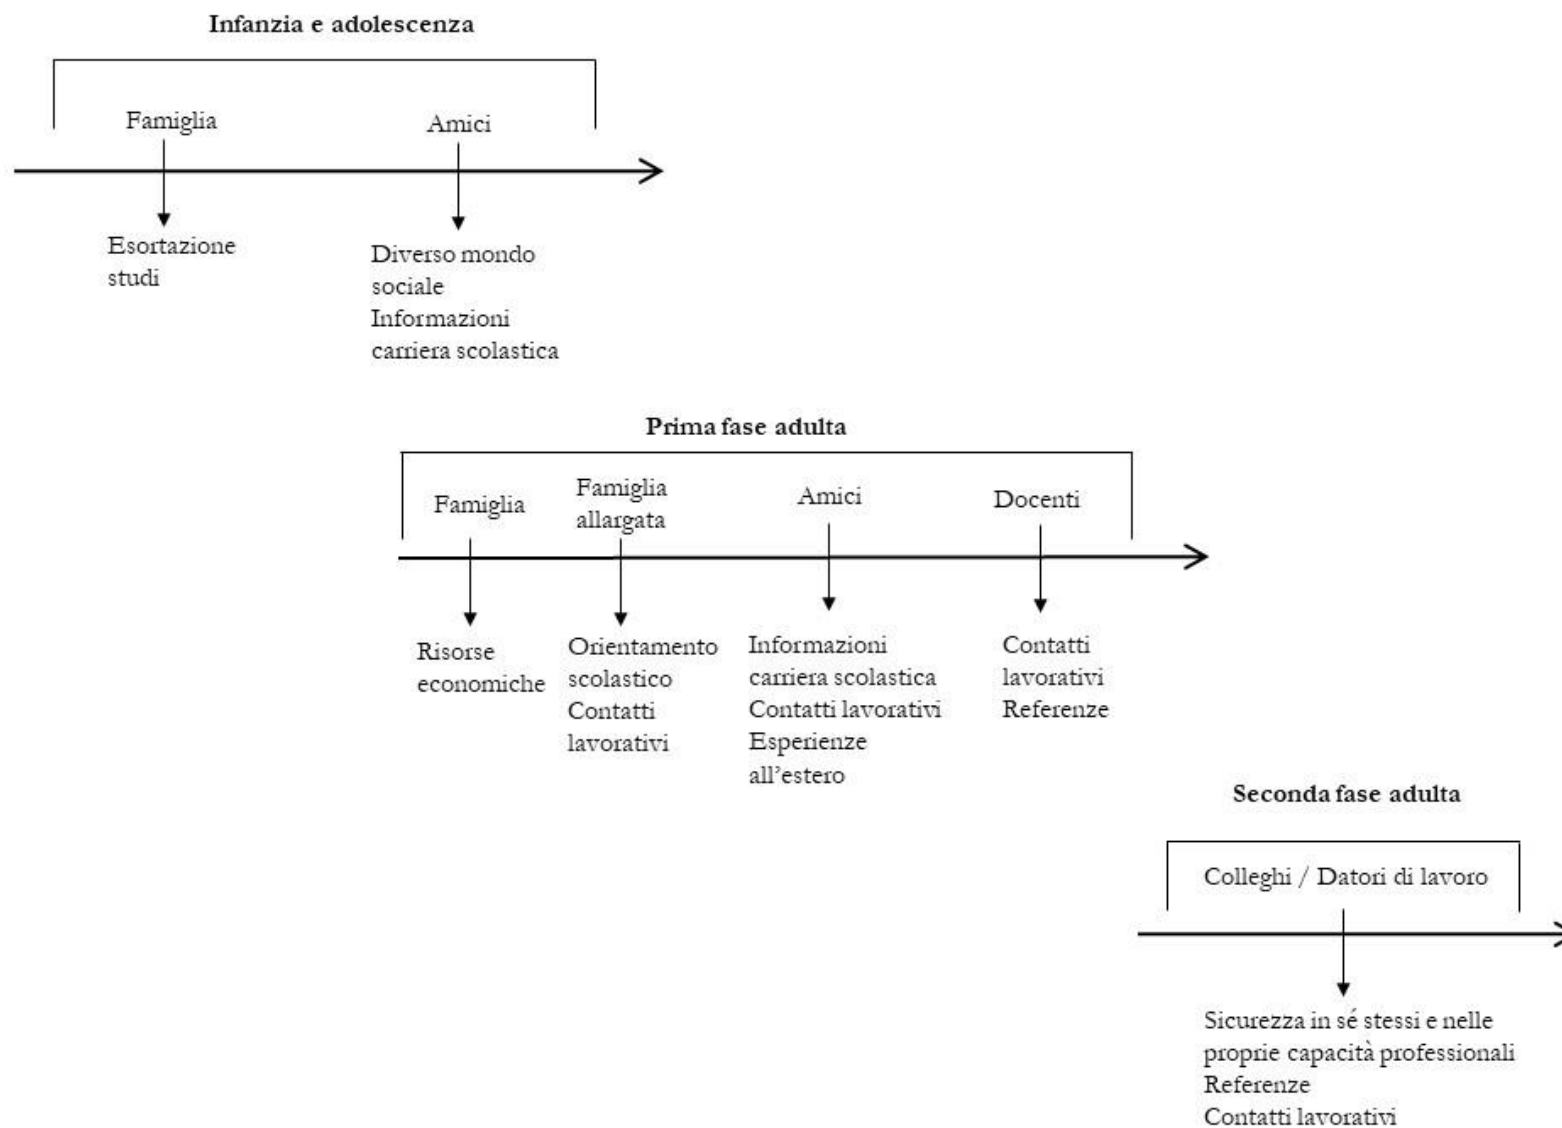 Infanzia e adolescenza
Famiglia
Amici
Esortazione
studi
Diverso mondo
sociale
Informazioni
carriera scolastica
Prima fase adulta
Famiglia
Famiglia
allargata
Amici
Docenti
Risorse
economiche
Orientamento
scolastico
Contatti
lavorativi
Informazioni
carriera scolastica
Contatti lavorativi
Esperienze
all’estero
Contatti
lavorativi
Referenze
Seconda fase adulta
Colleghi / Datori di lavoro
Sicurezza in sé stessi e nelle
proprie capacità professionali
Referenze
Contatti lavorativi